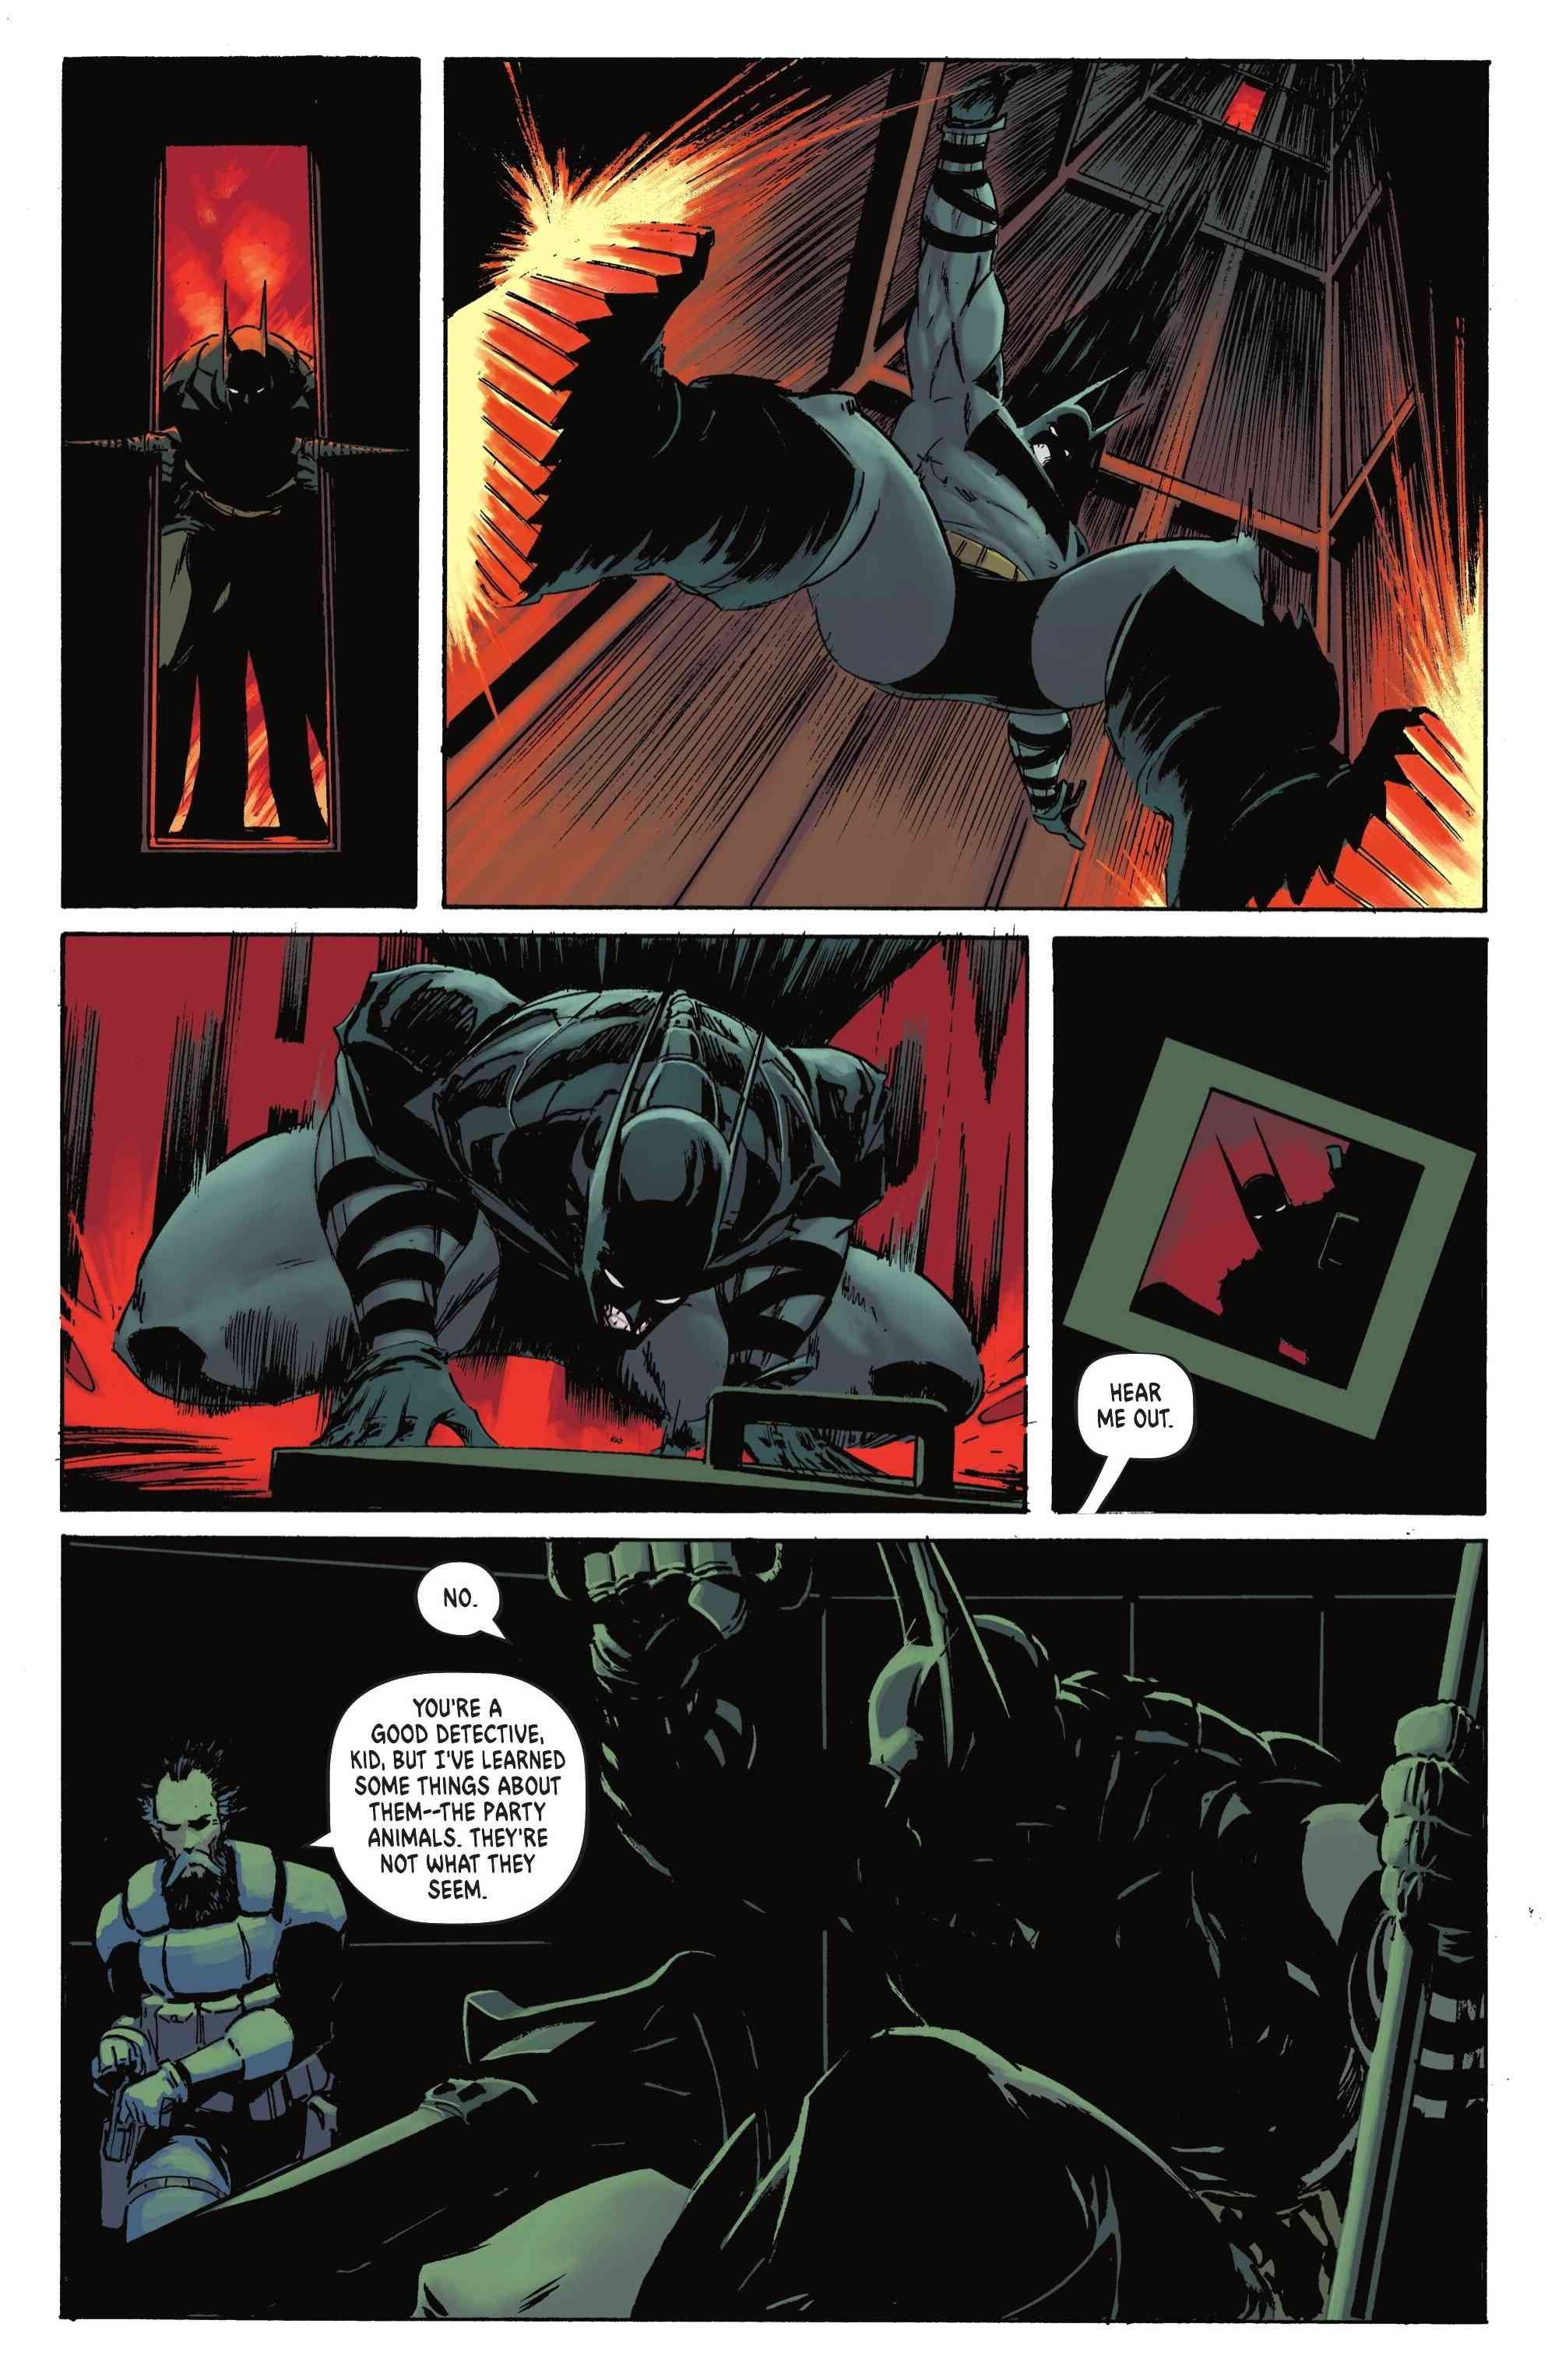 HEAR
ME OUT.
NO.
YOU'RE A
GOOD DETECTIVE,
KID, BUT I'VE LEARNED
SOME THINGS ABOUT
THEM--THE PARTY
ANIMALS. THEY'RE
NOT WHAT THEY
SEEM.